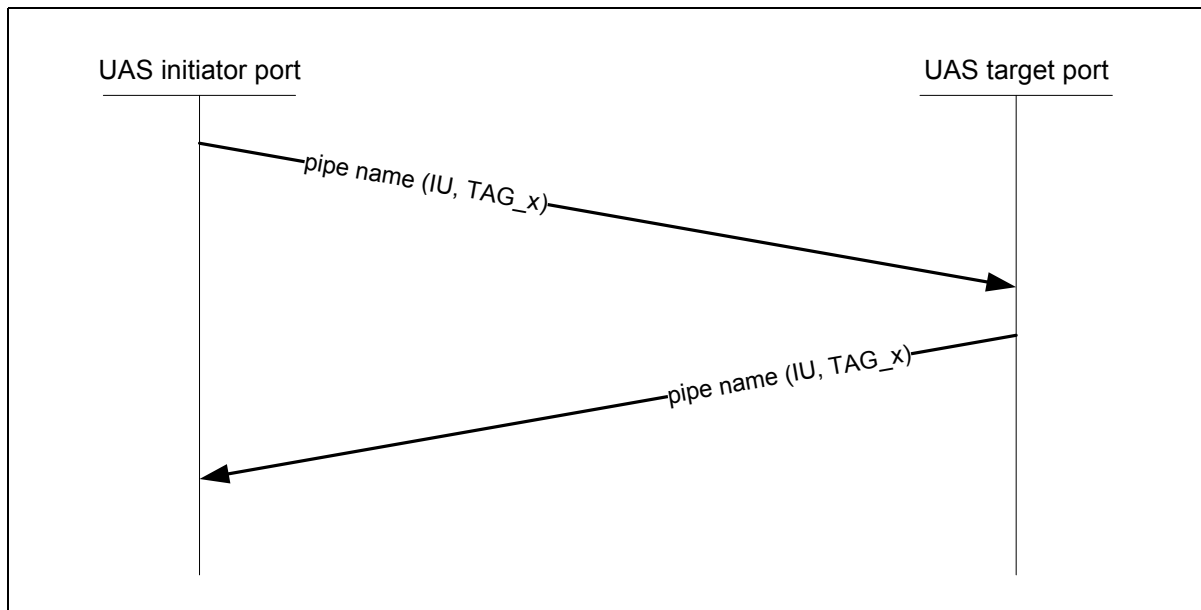 UAS initiator port
UAS target port
pipe name (IU, TAG_x)
pipe name (IU, TAG_x)